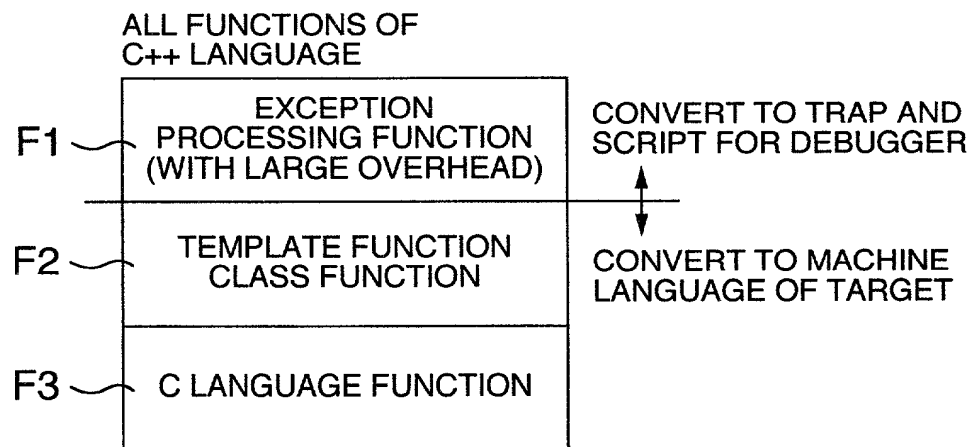 ALL FUNCTIONS OF
C++ LANGUAGE
F1
EXCEPTION
PROCESSING FUNCTION
(WITH LARGE OVERHEAD)
CONVERT TO TRAP AND
SCRIPT FOR DEBUGGER
F2
TEMPLATE FUNCTION
CLASS FUNCTION
CONVERT TO MACHINE
LANGUAGE OF TARGET
F3
C LANGUAGE FUNCTION